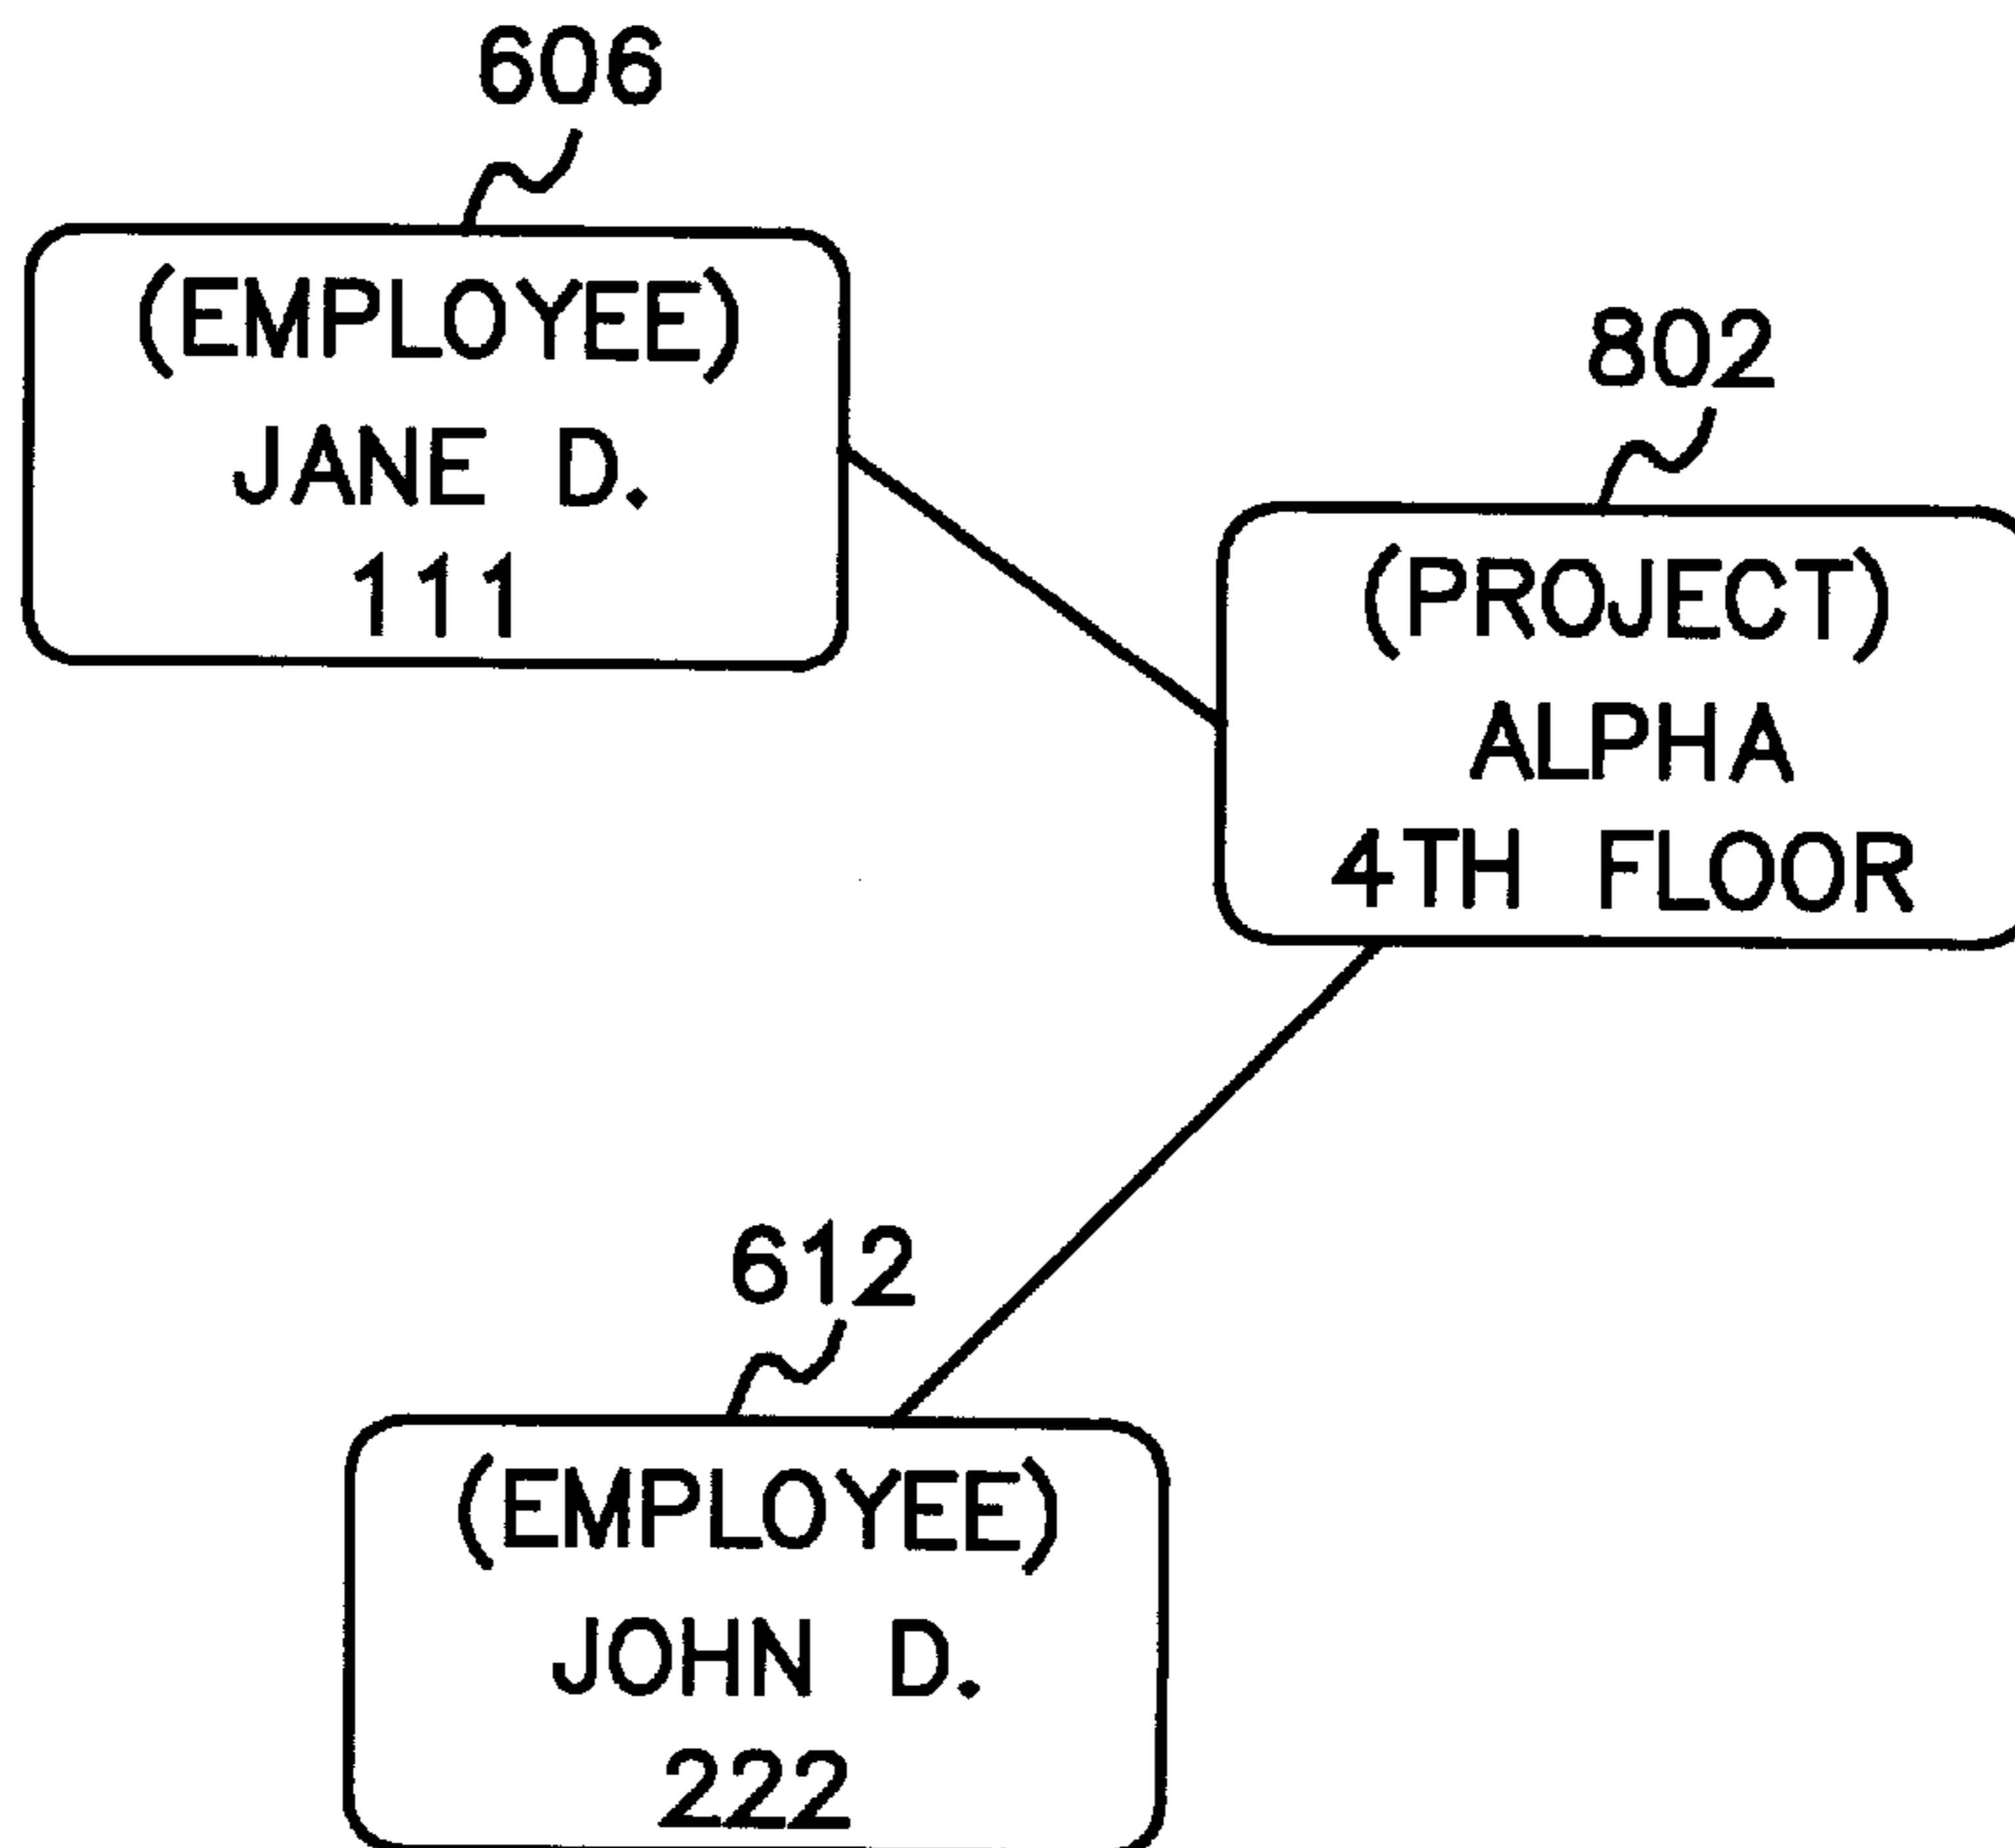 606
(EMPLOYEE)
JANE D.
111
802
(PROJECT)
ALPHA
4TH FLOOR
612
(EMPLOYEE)
JOHN D.
222